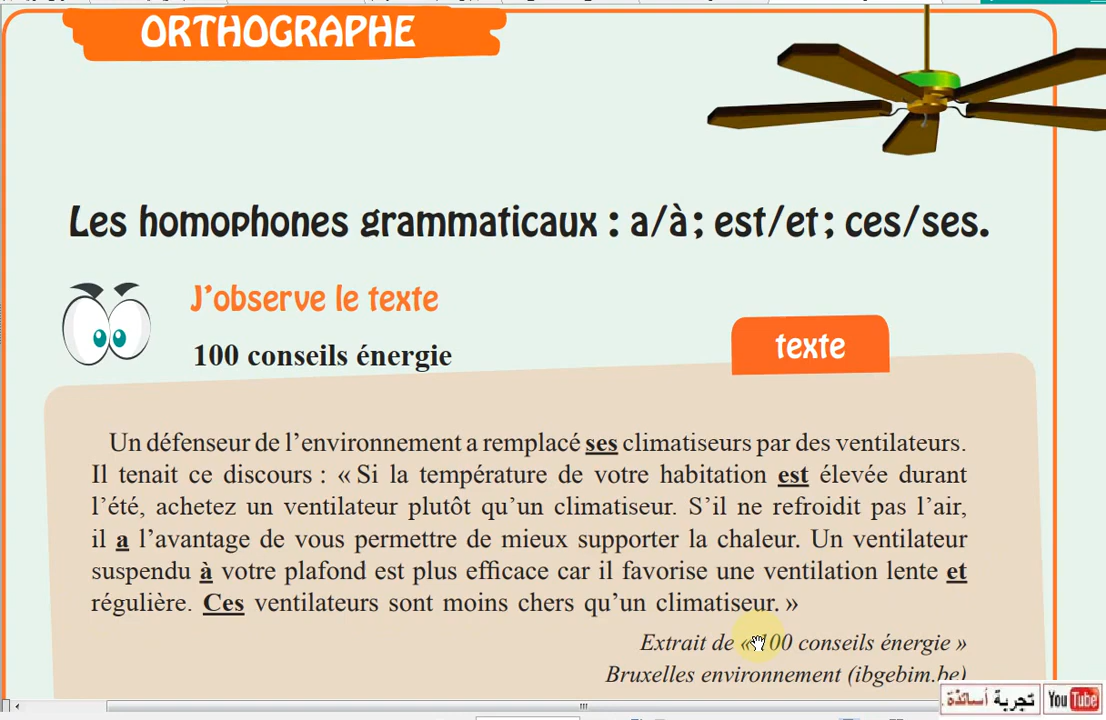 ORTHOGRAPHE
Les homophones grammaticaux : a/à; est/et; ces/ses.
J'observe le texte
100 conseils énergie
texte
Un défenseur de l'environnement a remplacé ses climatiseurs par des ventilateurs.
Il tenait ce discours : « Si la température de votre habitation est élevée durant
l'été, achetez un ventilateur plutôt qu'un climatiseur. S'il ne refroidit pas l'air,
il a l'avantage de vous permettre de mieux supporter la chaleur. Un ventilateur
suspendu à votre plafond est plus efficace car il favorise une ventilation lente et
régulière. Ces ventilateurs sont moins chers qu'un climatiseur. »
Extrait de « 100 conseils énergie »
Bruxelles environnement (ibgebim.be)
تجربة أساتذة
YouTube